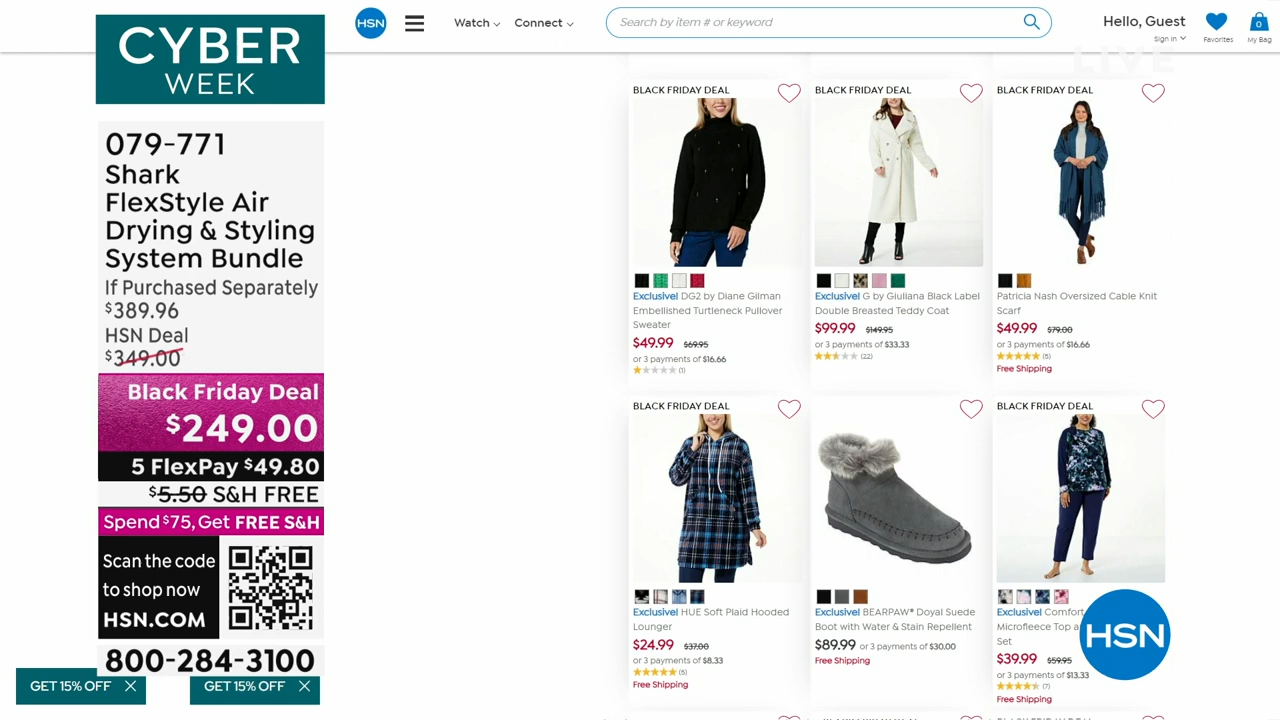 CYBER
WEEK
079-771
Shark
FlexStyle Air
Drying & Styling
System Bundle
If Purchased Separately
$389.96
HSN Deal
$349.00
Black Friday Deal
$249.00
5 FlexPay $49.80
$5.50 S&H FREE
Spend $75, Get FREE S&H
Scan the code
to shop now
HSN.COM
800-284-3100
GET 15% OFF ✕
GET 15% OFF ✕
HSN
Watch
Connect
Search by item # or keyword
Hello, Guest
Sign in
Favorites
0
My Bag
LIVE
BLACK FRIDAY DEAL
Exclusive! DG2 by Diane Gilman
Embellished Turtleneck Pullover
Sweater
$49.99 $69.95
or 3 payments of $16.66
(1)
BLACK FRIDAY DEAL
Exclusive! G by Giuliana Black Label
Double Breasted Teddy Coat
$99.99 $149.95
or 3 payments of $33.33
(22)
BLACK FRIDAY DEAL
Patricia Nash Oversized Cable Knit
Scarf
$49.99 $79.00
or 3 payments of $16.66
(5)
Free Shipping
BLACK FRIDAY DEAL
Exclusive! HUE Soft Plaid Hooded
Lounger
$24.99 $37.00
or 3 payments of $8.33
(5)
Free Shipping
Exclusive! BEARPAW® Doyal Suede
Boot with Water & Stain Repellent
$89.99 or 3 payments of $30.00
Free Shipping
BLACK FRIDAY DEAL
Exclusive! Comfort
Microfleece Top a
Set
$39.99 $59.95
or 3 payments of $13.33
(7)
Free Shipping
HSN